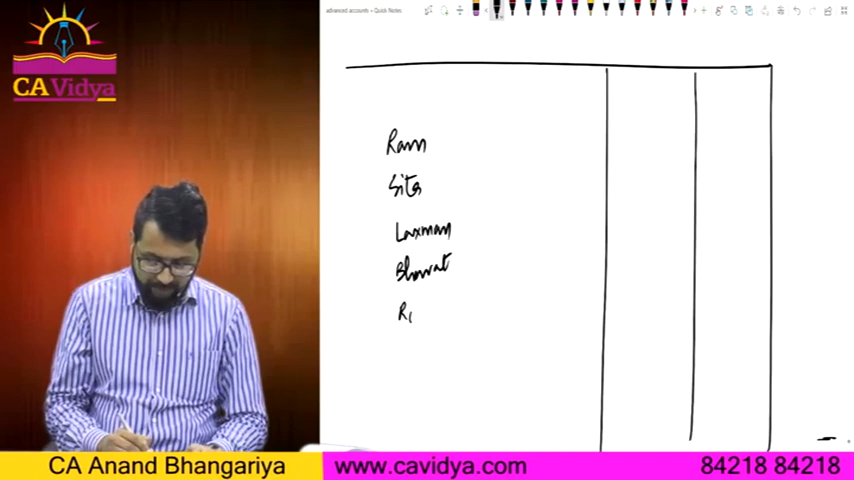 advanced accounts – Quick Notes
CA Vidya
Ram
Sita
Laxman
Bharat
R
CA Anand Bhangariya
www.cavidya.com
84218 84218